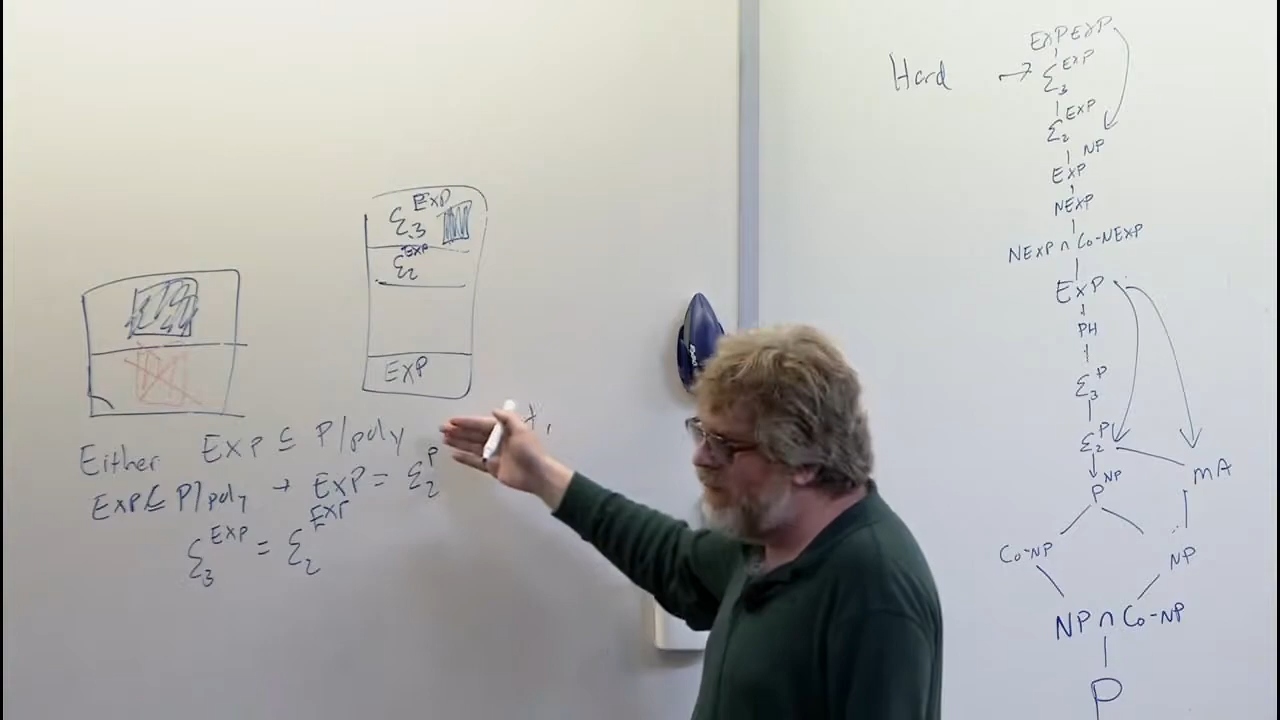 Σ₃^EXP
Σ₂^EXP
EXP
Either EXP ⊆ P/poly
EXP ⊆ P/poly → EXP = Σ₂^P
Σ₃^EXP = Σ₂^EXP
Hard →
EXPEXP
Σ₃^EXP
Σ₂^EXP
EXP^NP
NEXP
NEXP ∩ Co-NEXP
EXP
PH
Σ₃^P
Σ₂^P
MA
P^NP
Co-NP
NP
NP ∩ Co-NP
P